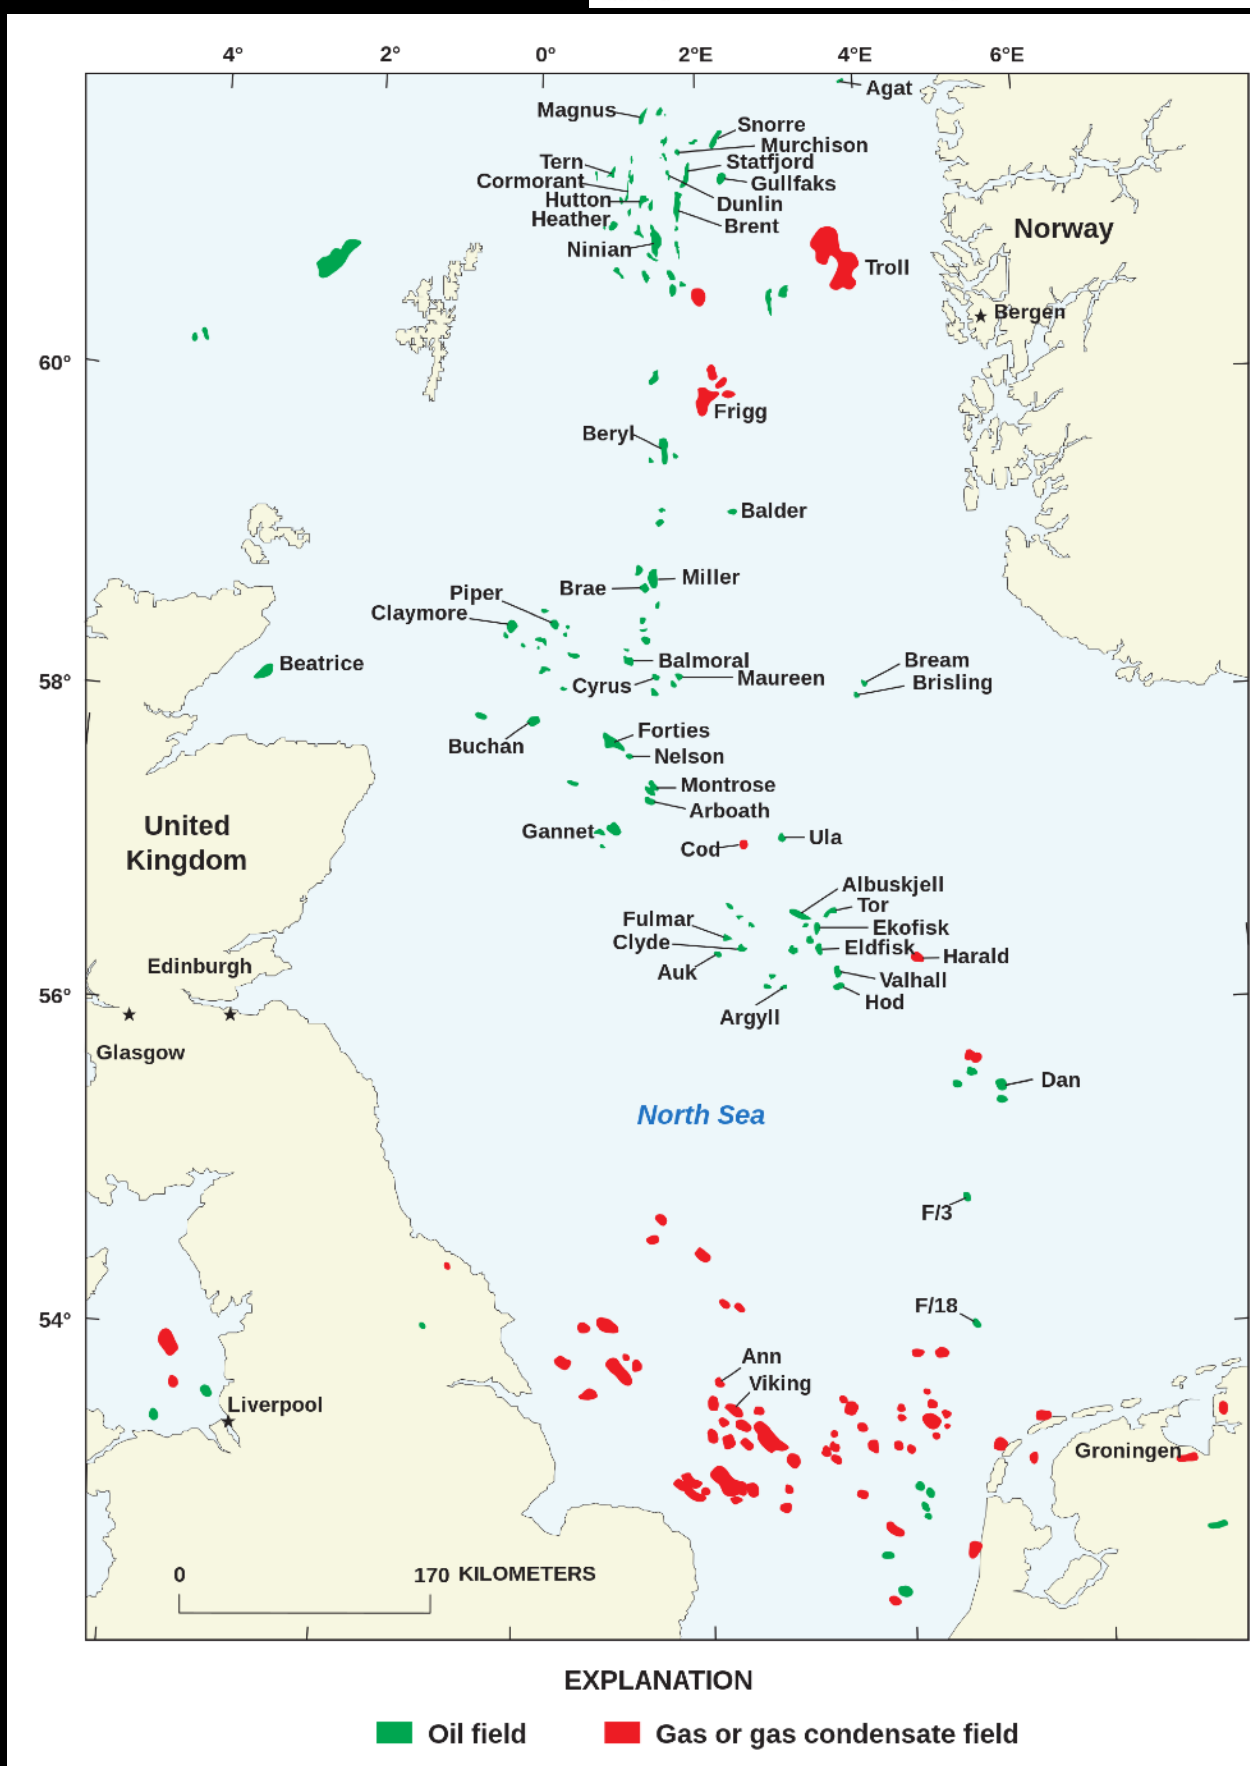 4°
2°
0°
2°E
4°E
6°E
Agat
Magnus
Snorre
Murchison
Tern
Statfjord
Cormorant
Gullfaks
Hutton
Dunlin
Heather
Brent
Norway
Ninian
Troll
Bergen
60°
Frigg
Beryl
Balder
Miller
Brae
Piper
Claymore
Beatrice
Balmoral
Bream
Maureen
Cyrus
Brisling
58°
Forties
Buchan
Nelson
Montrose
Arboath
United
Kingdom
Gannet
Ula
Cod
Albuskjell
Tor
Fulmar
Ekofisk
Clyde
Eldfisk
Harald
Edinburgh
Auk
Valhall
56°
Hod
Argyll
Glasgow
Dan
North Sea
F/3
F/18
54°
Ann
Viking
Liverpool
Groningen
0
170 KILOMETERS
EXPLANATION
Oil field
Gas or gas condensate field